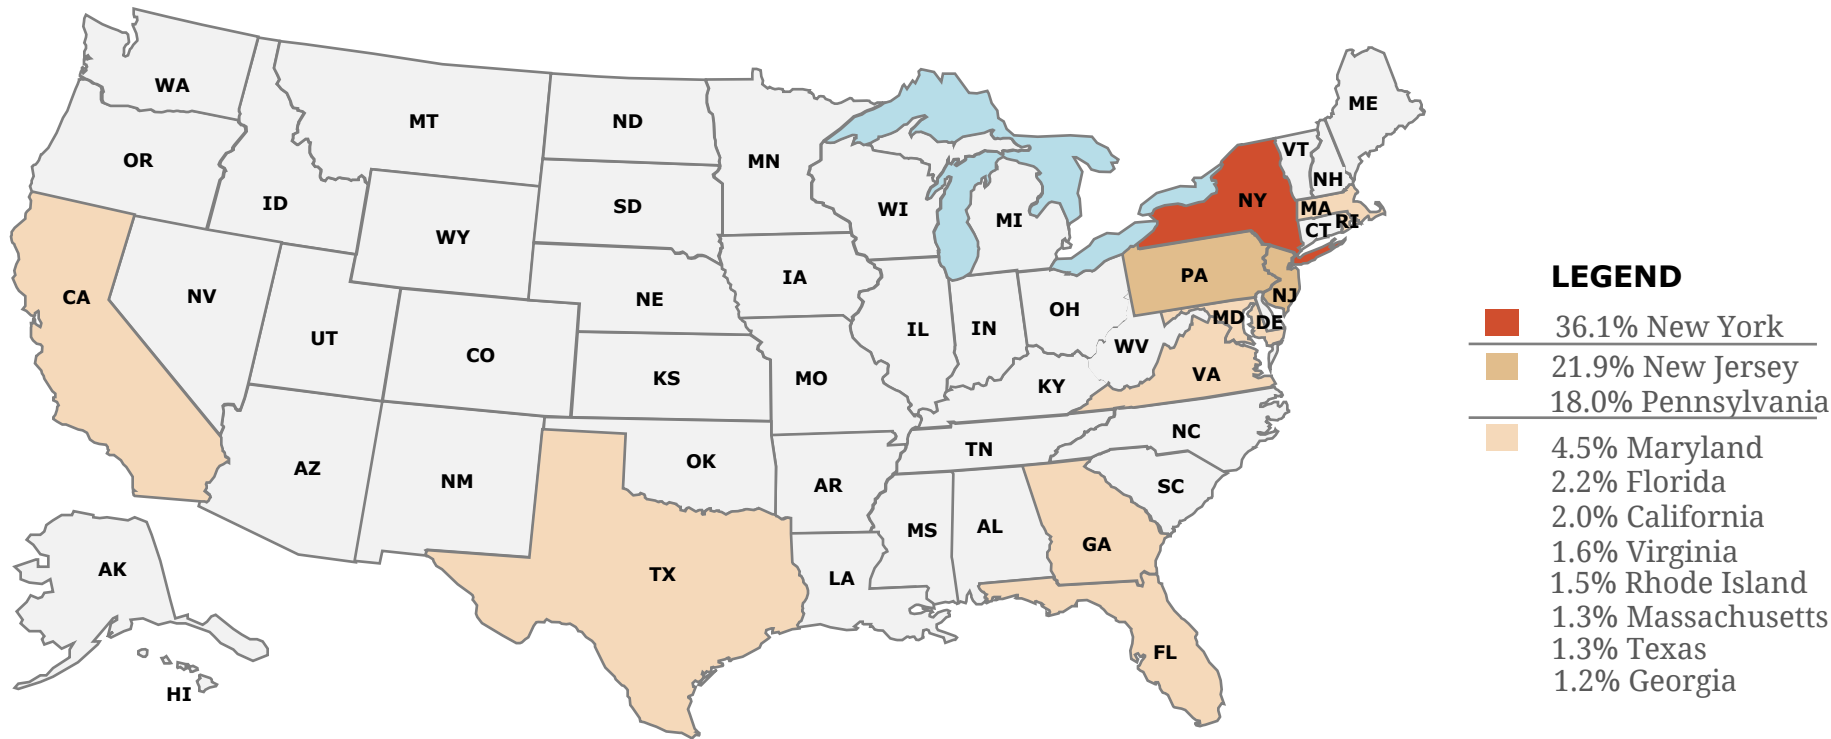 WA
OR
ID
MT
ND
MN
SD
WY
WI
MI
ME
VT
NH
NY
MA
RI
CT
CA
NV
UT
CO
NE
IA
IL
IN
OH
PA
NJ
MD
DE
WV
VA
KY
KS
MO
AZ
NM
OK
AR
TN
NC
SC
MS
AL
GA
LA
TX
FL
AK
HI
LEGEND
36.1% New York
21.9% New Jersey
18.0% Pennsylvania
4.5% Maryland
2.2% Florida
2.0% California
1.6% Virginia
1.5% Rhode Island
1.3% Massachusetts
1.3% Texas
1.2% Georgia